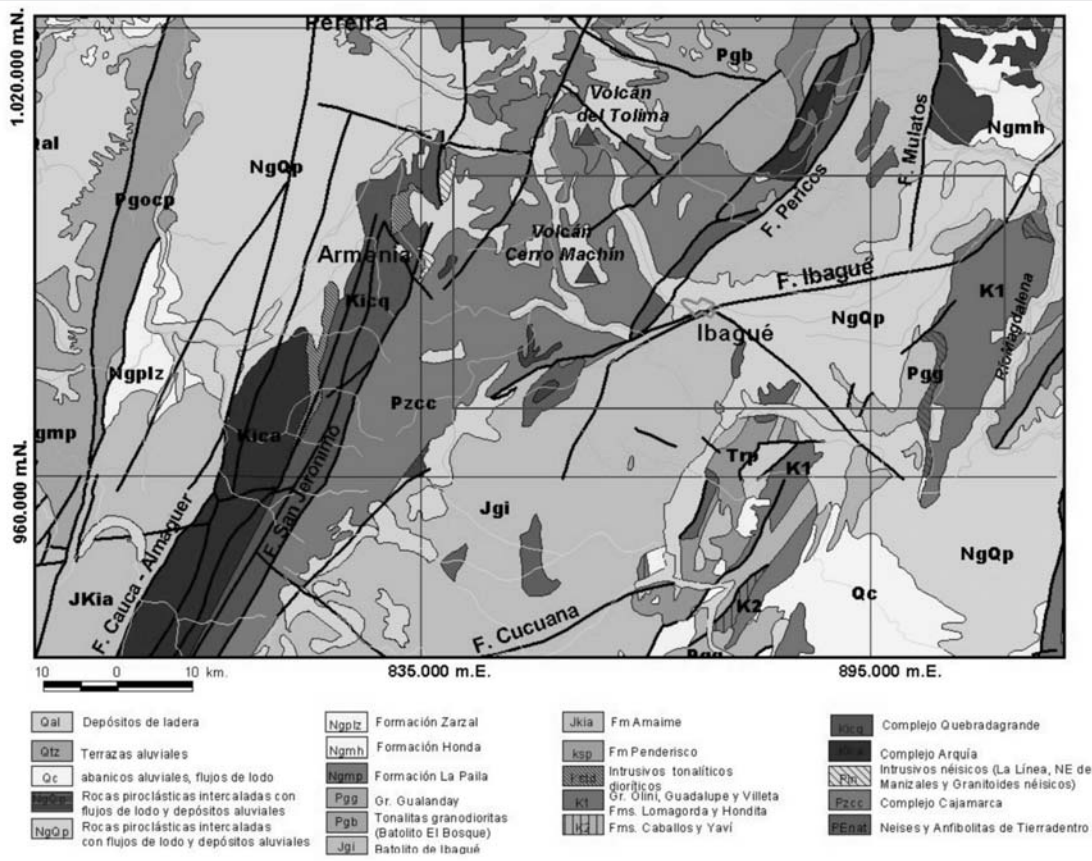 Pereira
1.020.000 m.N.
Pgb
Volcán
del Tolima
Ngmh
Qal
NgQp
F. Mulatos
Pgocp
F. Pericos
Volcán
Cerro Machín
Armenia
F. Ibagué
Kicq
K1
NgQp
Ibagué
Río Magdalena
Ngplz
Pgg
Pzcc
gmp
Kica
Trp
K1
F. San Jerónimo
960.000 m.N.
Jgi
NgQp
F. Cauca - Almaguer
Qc
JKia
K2
F. Cucuana
Pgg
10 0 10 km.
835.000 m.E.
895.000 m.E.
Qal Depósitos de ladera
Qtz Terrazas aluviales
Qc abanicos aluviales, flujos de lodo
NgQp Rocas piroclásticas intercaladas con
flujos de lodo y depósitos aluviales
NgQp Rocas piroclásticas intercaladas
con flujos de lodo y depósitos aluviales
Ngplz Formación Zarzal
Ngmh Formación Honda
Ngmp Formación La Paila
Pgg Gr. Gualanday
Pgb Tonalitas granodioritas
(Batolito El Bosque)
Jgi Batolito de Ibagué
Jkia Fm Amaime
ksp Fm Penderisco
Intrusivos tonalíticos
dioríticos
K1 Gr. Olini, Guadalupe y Villeta
Fms. Lomagorda y Hondita
K2 Fms. Caballos y Yaví
Kicq Complejo Quebradagrande
Kica Complejo Arquía
Intrusivos néisicos (La Línea, NE de
Manizales y Granitoides néisicos)
Pzcc Complejo Cajamarca
PEnat Neises y Anfibolitas de Tierradentro